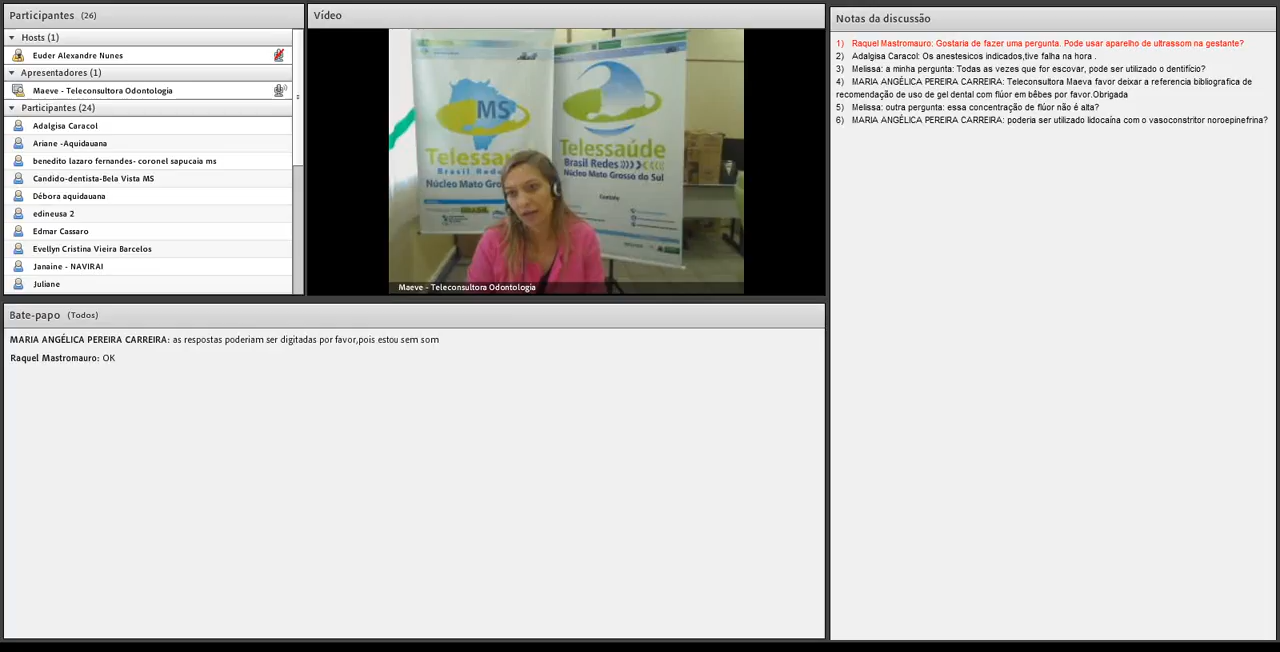 Participantes (26)
Hosts (1)
Euder Alexandre Nunes
Apresentadores (1)
Maeve - Teleconsultora Odontologia
Participantes (24)
Adalgisa Caracol
Ariane -Aquidauana
benedito lazaro fernandes- coronel sapucaia ms
Candido-dentista-Bela Vista MS
Débora aquidauana
edineusa 2
Edmar Cassaro
Evellyn Cristina Vieira Barcelos
Janaine - NAVIRAI
Juliane
Vídeo
MS
Telessaú
Brasil Redes
Núcleo Mato Gro
Telessaúde
Brasil Redes
Núcleo Mato Grosso do Sul
Maeve - Teleconsultora Odontologia
Bate-papo (Todos)
MARIA ANGÉLICA PEREIRA CARREIRA: as respostas poderiam ser digitadas por favor,pois estou sem som
Raquel Mastromauro: OK
Notas da discussão
1) Raquel Mastromauro: Gostaria de fazer uma pergunta. Pode usar aparelho de ultrassom na gestante?
2) Adalgisa Caracol: Os anestesicos indicados,tive falha na hora .
3) Melissa: a minha pergunta: Todas as vezes que for escovar, pode ser utilizado o dentifício?
4) MARIA ANGÉLICA PEREIRA CARREIRA: Teleconsultora Maeva favor deixar a referencia bibliografica de
recomendação de uso de gel dental com flúor em bêbes por favor.Obrigada
5) Melissa: outra pergunta: essa concentração de flúor não é alta?
6) MARIA ANGÉLICA PEREIRA CARREIRA: poderia ser utilizado lidocaína com o vasoconstritor noroepinefrina?